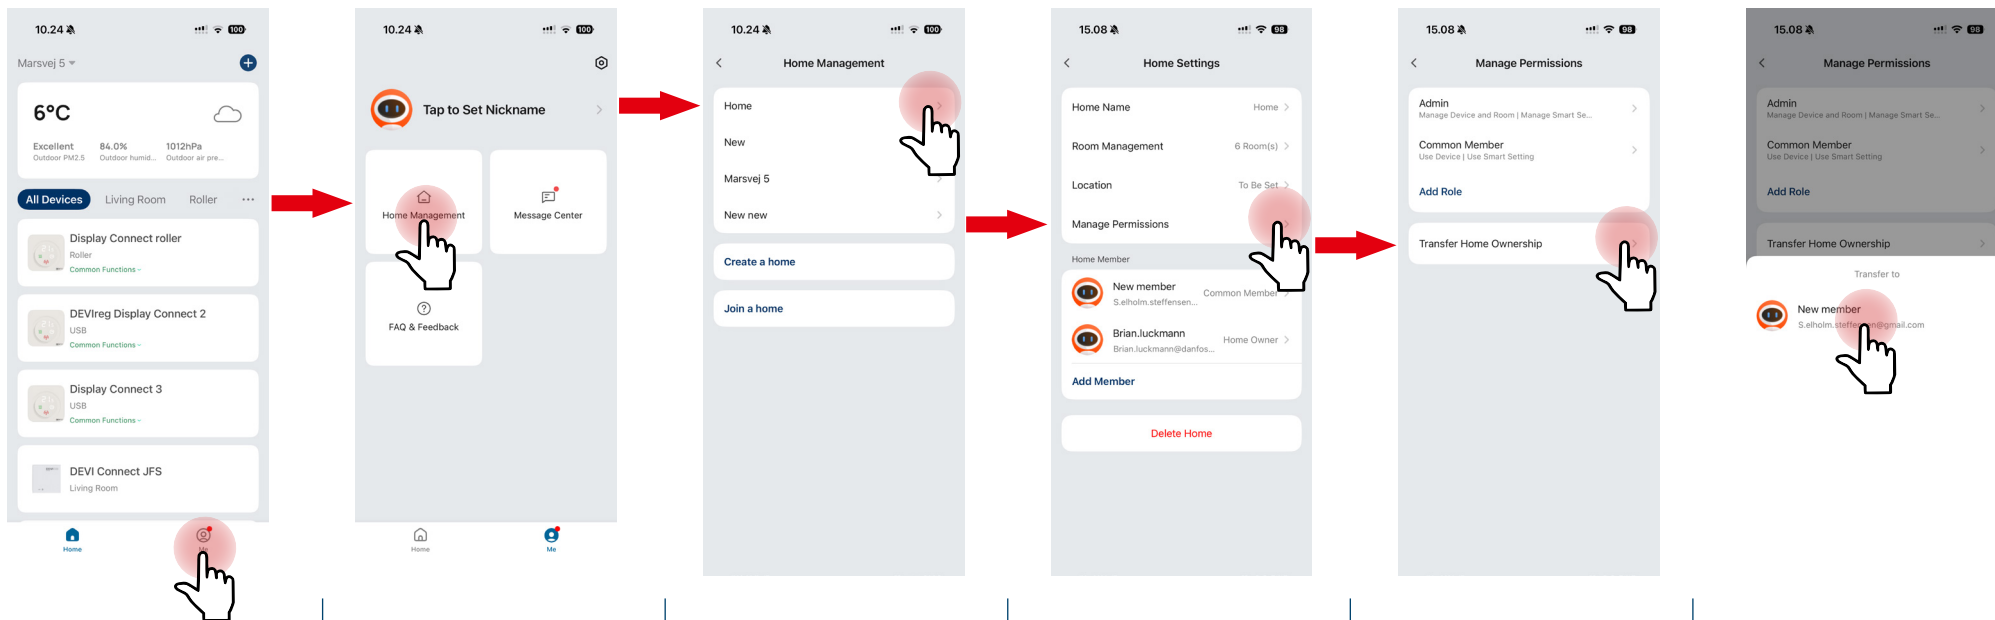 10.24
100
Marsvej 5
6°C
Excellent
84.0%
1012hPa
Outdoor PM2.5
Outdoor humid...
Outdoor air pre...
All Devices
Living Room
Roller
Display Connect roller
Roller
Common Functions
DEVIreg Display Connect 2
USB
Common Functions
Display Connect 3
USB
Common Functions
DEVI Connect JFS
Living Room
Home
Me
10.24
100
Tap to Set Nickname
Home Management
Message Center
FAQ & Feedback
Home
Me
10.24
100
Home Management
Home
New
Marsvej 5
New new
Create a home
Join a home
15.08
98
Home Settings
Home Name
Home
Room Management
6 Room(s)
Location
To Be Set
Manage Permissions
Home Member
New member
S.elholm.steffensen...
Common Member
Brian.luckmann
Brian.luckmann@danfos...
Home Owner
Add Member
Delete Home
15.08
98
Manage Permissions
Admin
Manage Device and Room | Manage Smart Se...
Common Member
Use Device | Use Smart Setting
Add Role
Transfer Home Ownership
15.08
98
Manage Permissions
Admin
Manage Device and Room | Manage Smart Se...
Common Member
Use Device | Use Smart Setting
Add Role
Transfer Home Ownership
Transfer to
New member
S.elholm.steffensen@gmail.com